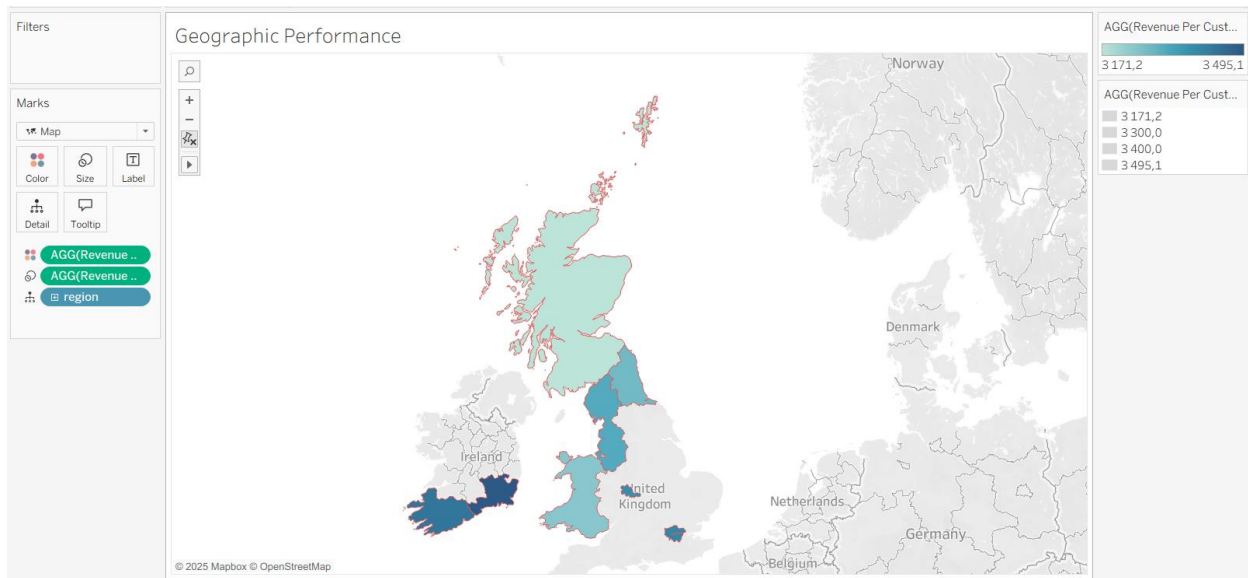 Filters
Marks
Map
Color
Size
Label
Detail
Tooltip
AGG(Revenue ..
AGG(Revenue ..
region
Geographic Performance
Norway
Denmark
Ireland
United
Kingdom
Netherlands
Germany
Belgium
© 2025 Mapbox © OpenStreetMap
AGG(Revenue Per Cust...
3 171,2 3 495,1
AGG(Revenue Per Cust...
3 171,2
3 300,0
3 400,0
3 495,1